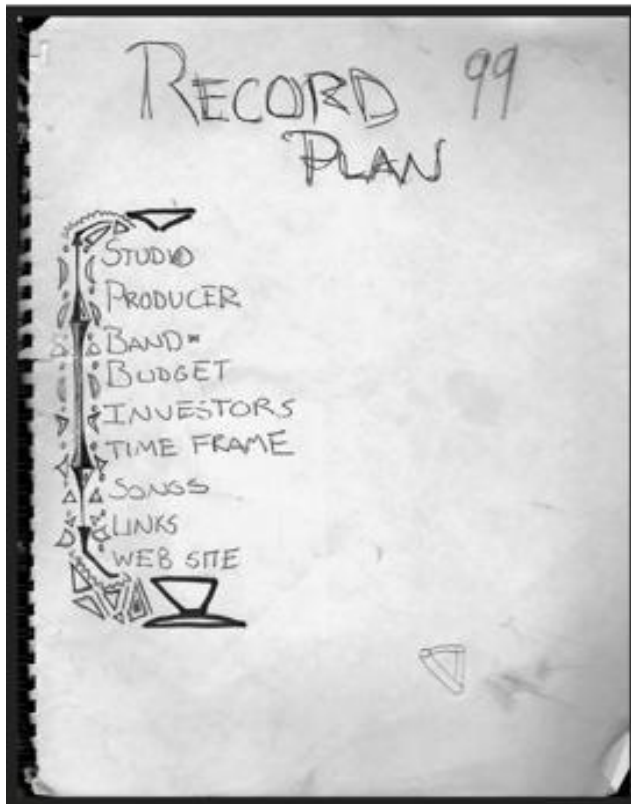 RECORD 99
PLAN
STUDIO
PRODUCER
BAND
BUDGET
INVESTORS
TIME FRAME
SONGS
LINKS
WEB SITE